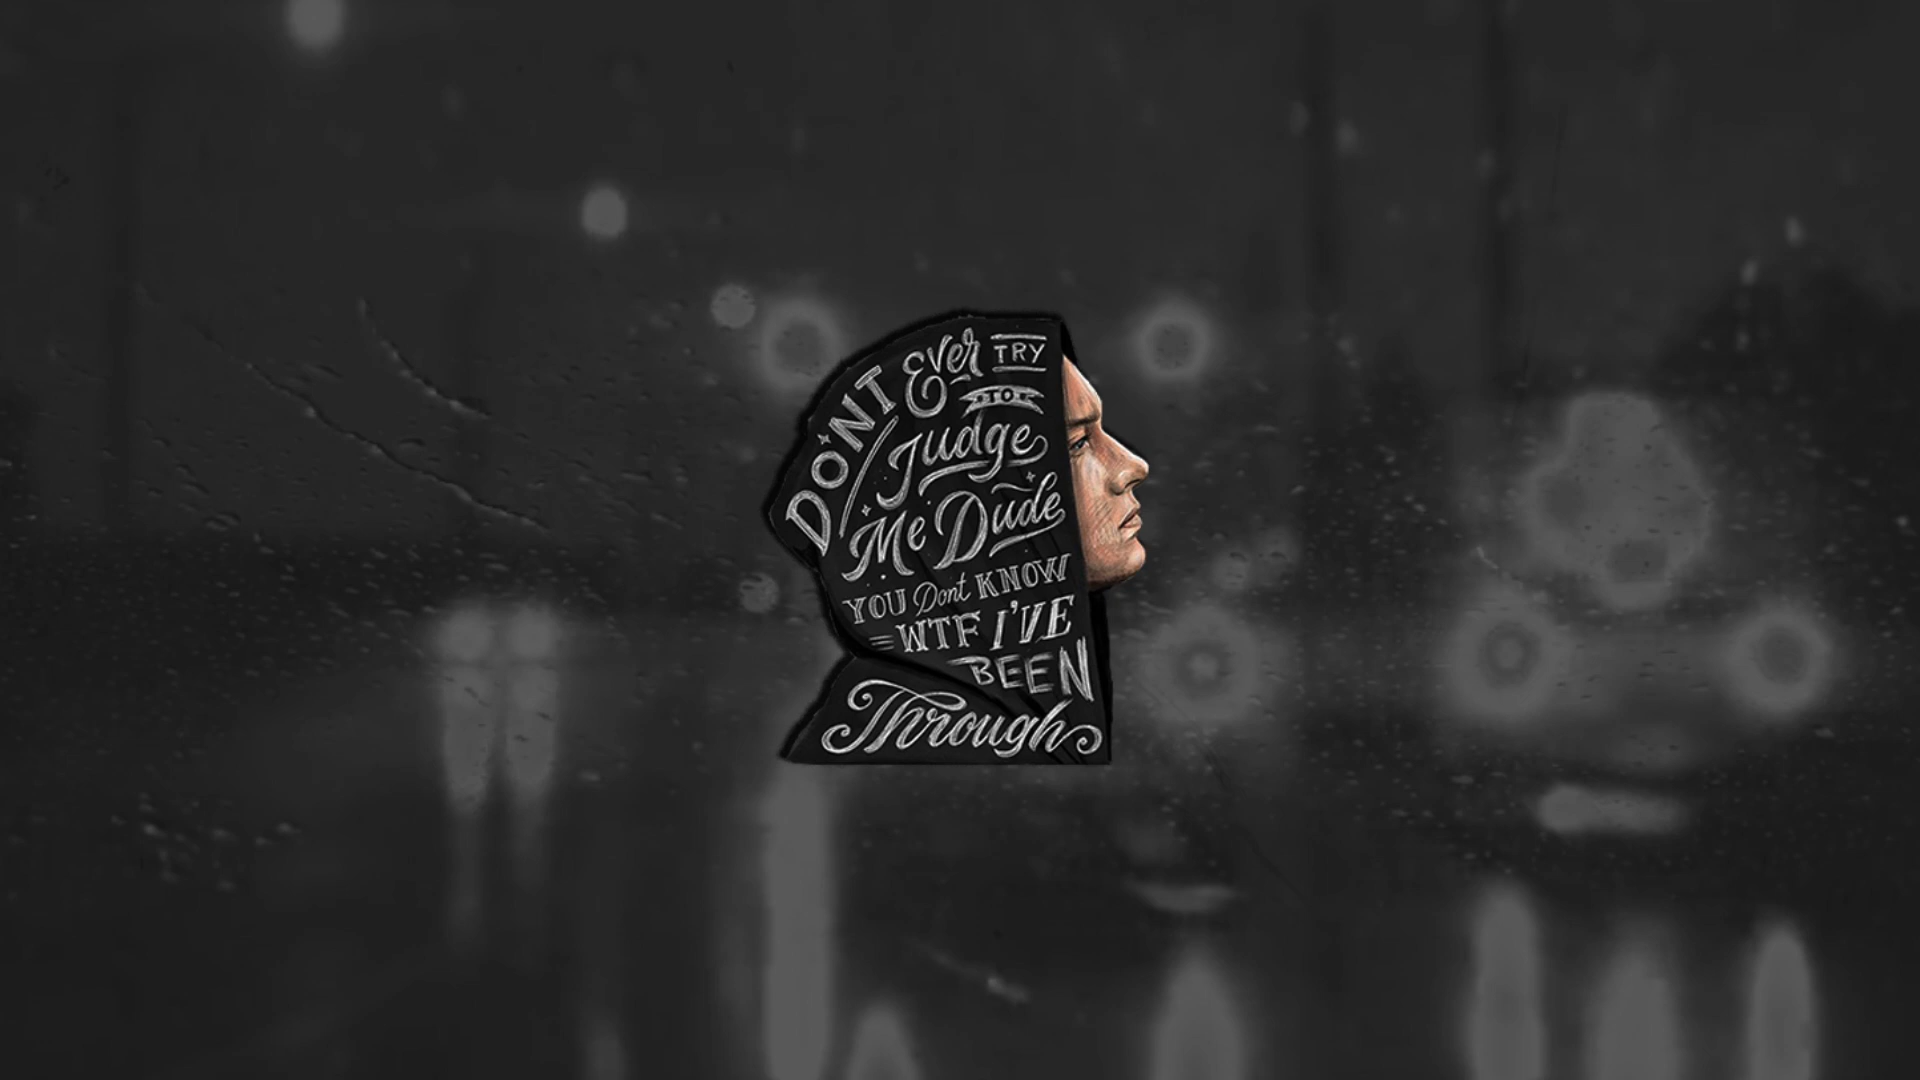 DON'T Ever TRY
TO
Judge
Me Dude
YOU Dont KNOW
WTF I'VE
BEEN
Through